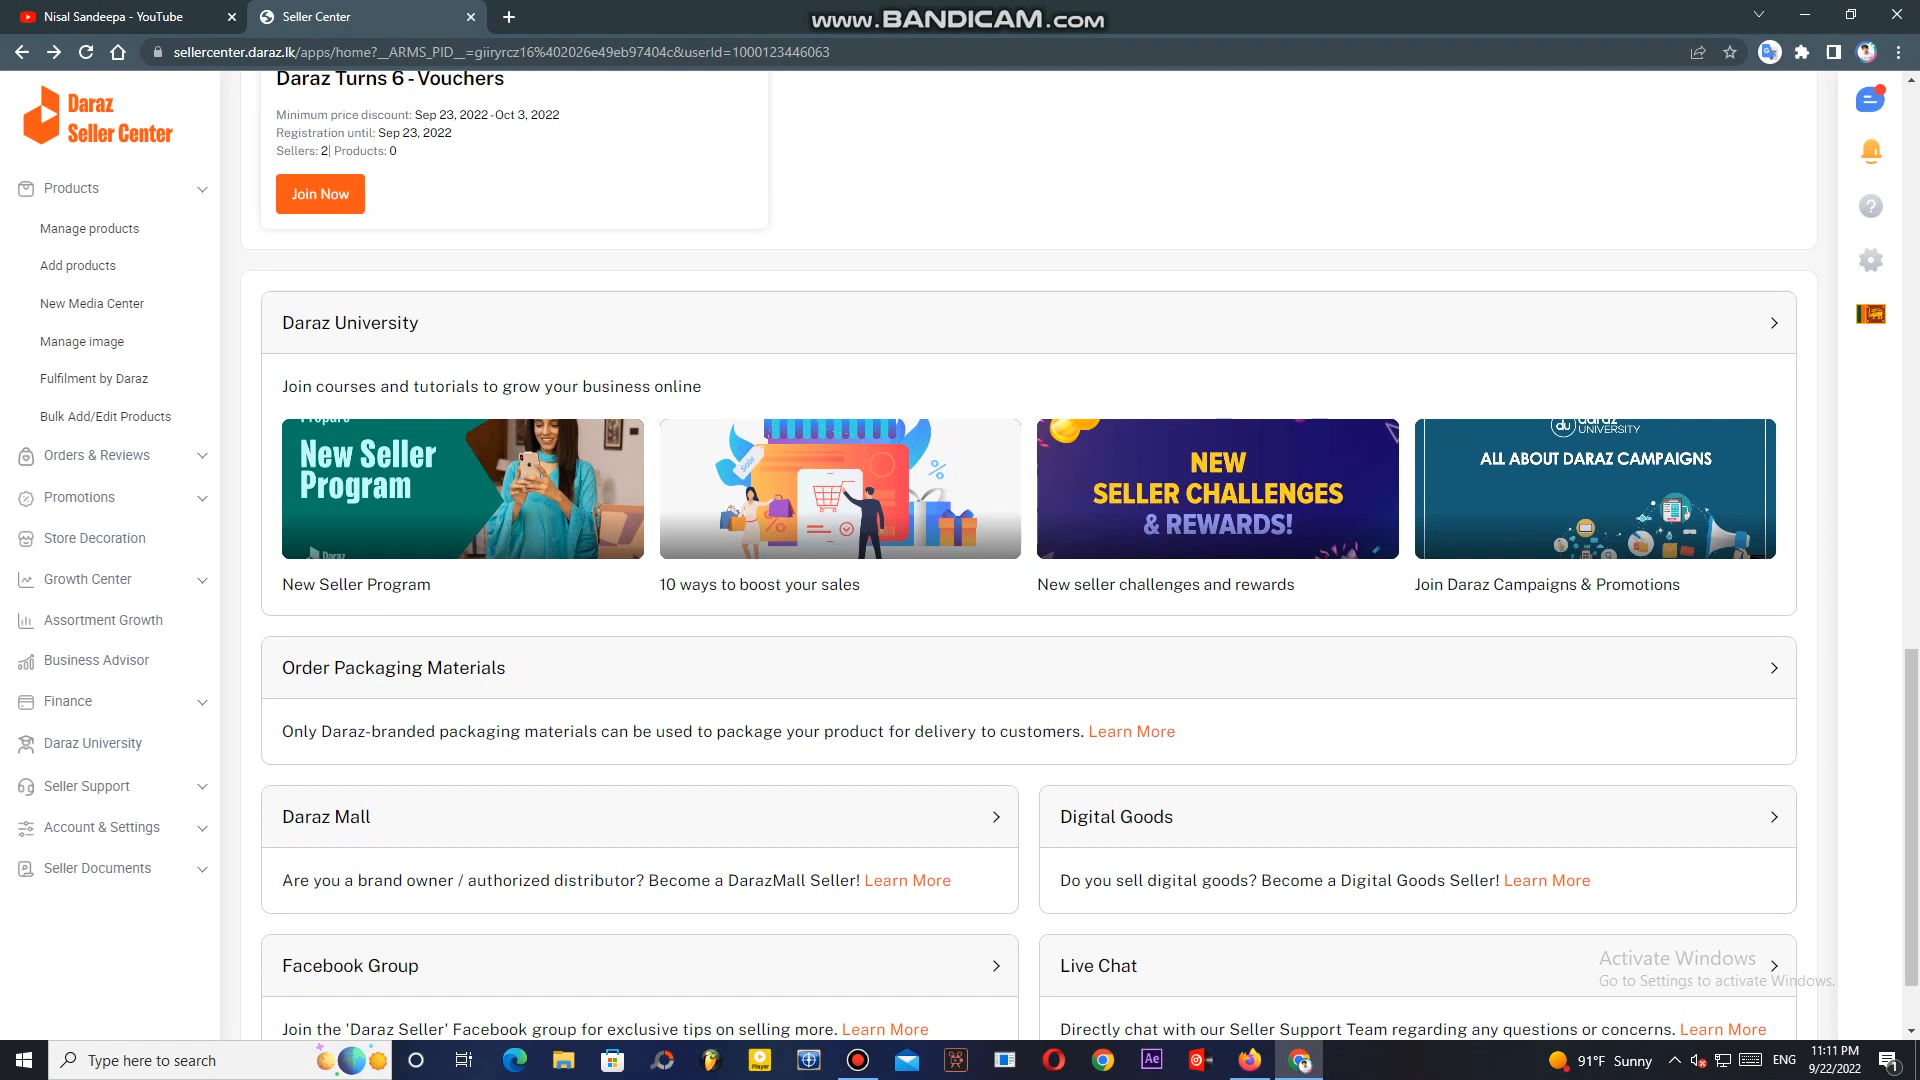 Nisal Sandeepa - YouTube
Seller Center
www.BANDICAM.com
sellercenter.daraz.lk/apps/home?__ARMS_PID__=giiryrcz16%402026e49eb97404c&userId=1000123446063
Daraz
Seller Center
Products
Manage products
Add products
New Media Center
Manage image
Fulfilment by Daraz
Bulk Add/Edit Products
Orders & Reviews
Promotions
Store Decoration
Growth Center
Assortment Growth
Business Advisor
Finance
Daraz University
Seller Support
Account & Settings
Seller Documents
Daraz Turns 6 - Vouchers
Minimum price discount: Sep 23, 2022 - Oct 3, 2022
Registration until: Sep 23, 2022
Sellers: 2| Products: 0
Join Now
Daraz University
Join courses and tutorials to grow your business online
Prepare
New Seller
Program
Daraz
Sale
%
%
NEW
SELLER CHALLENGES
& REWARDS!
du daraz
UNIVERSITY
ALL ABOUT DARAZ CAMPAIGNS
New Seller Program
10 ways to boost your sales
New seller challenges and rewards
Join Daraz Campaigns & Promotions
Order Packaging Materials
Only Daraz-branded packaging materials can be used to package your product for delivery to customers. Learn More
Daraz Mall
Are you a brand owner / authorized distributor? Become a DarazMall Seller! Learn More
Digital Goods
Do you sell digital goods? Become a Digital Goods Seller! Learn More
Facebook Group
Join the 'Daraz Seller' Facebook group for exclusive tips on selling more. Learn More
Live Chat
Directly chat with our Seller Support Team regarding any questions or concerns. Learn More
Activate Windows
Go to Settings to activate Windows.
Type here to search
Player
Ae
91°F Sunny
ENG
11:11 PM
9/22/2022
1